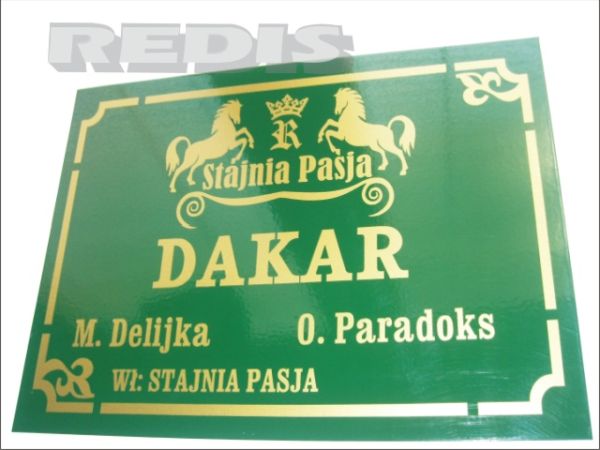 REDIS
R
Stajnia Pasja
DAKAR
M. Delijka O. Paradoks
Wł: STAJNIA PASJA